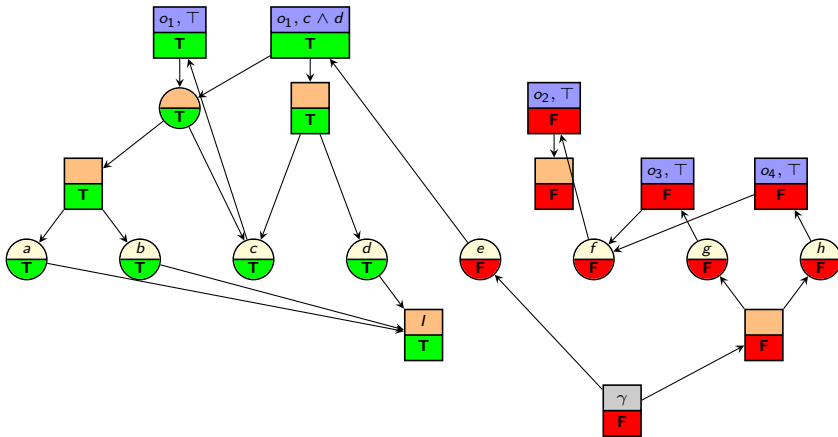 o₁, ⊤ o₁, c ∧ d
T T
o₂, ⊤
T T F
o₃, ⊤ o₄, ⊤
T F F F
a b c d e f g h
T T T T F F F F
I
T F
γ
F